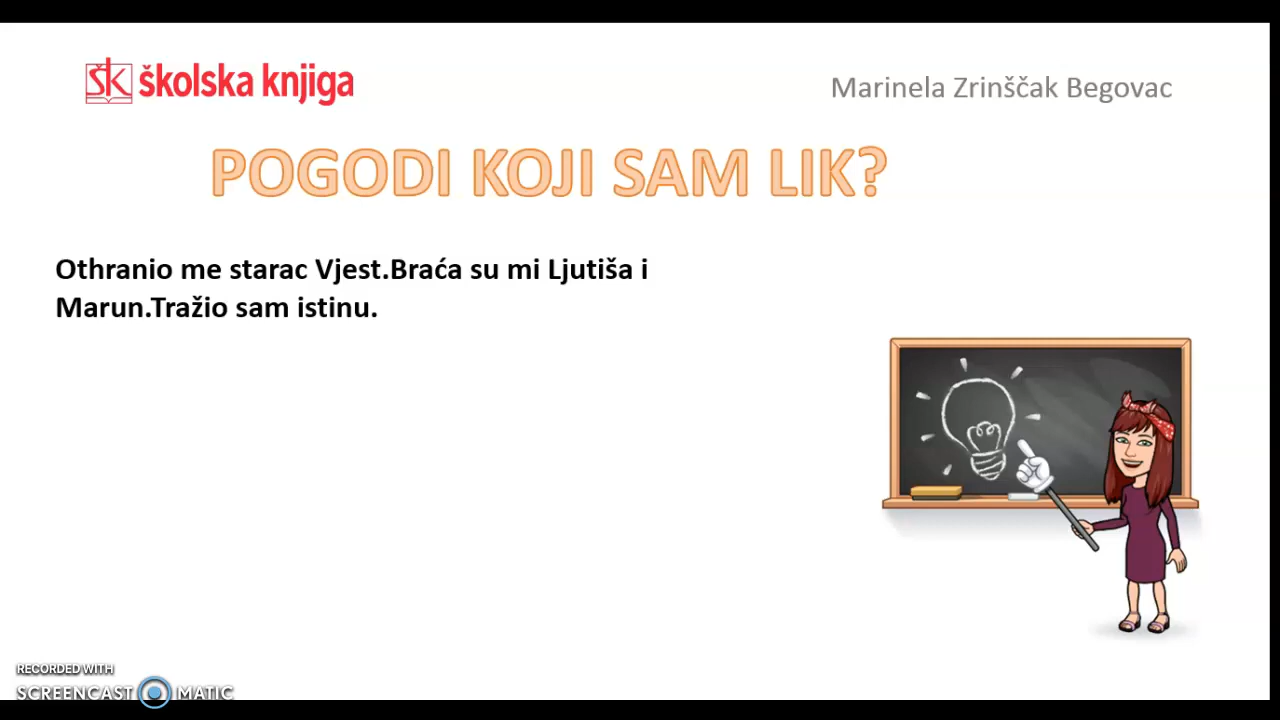 ŠK školska knjiga
Marinela Zrinščak Begovac
POGODI KOJI SAM LIK?
Othranio me starac Vjest.Braća su mi Ljutiša i
Marun.Tražio sam istinu.
RECORDED WITH
SCREENCAST MATIC